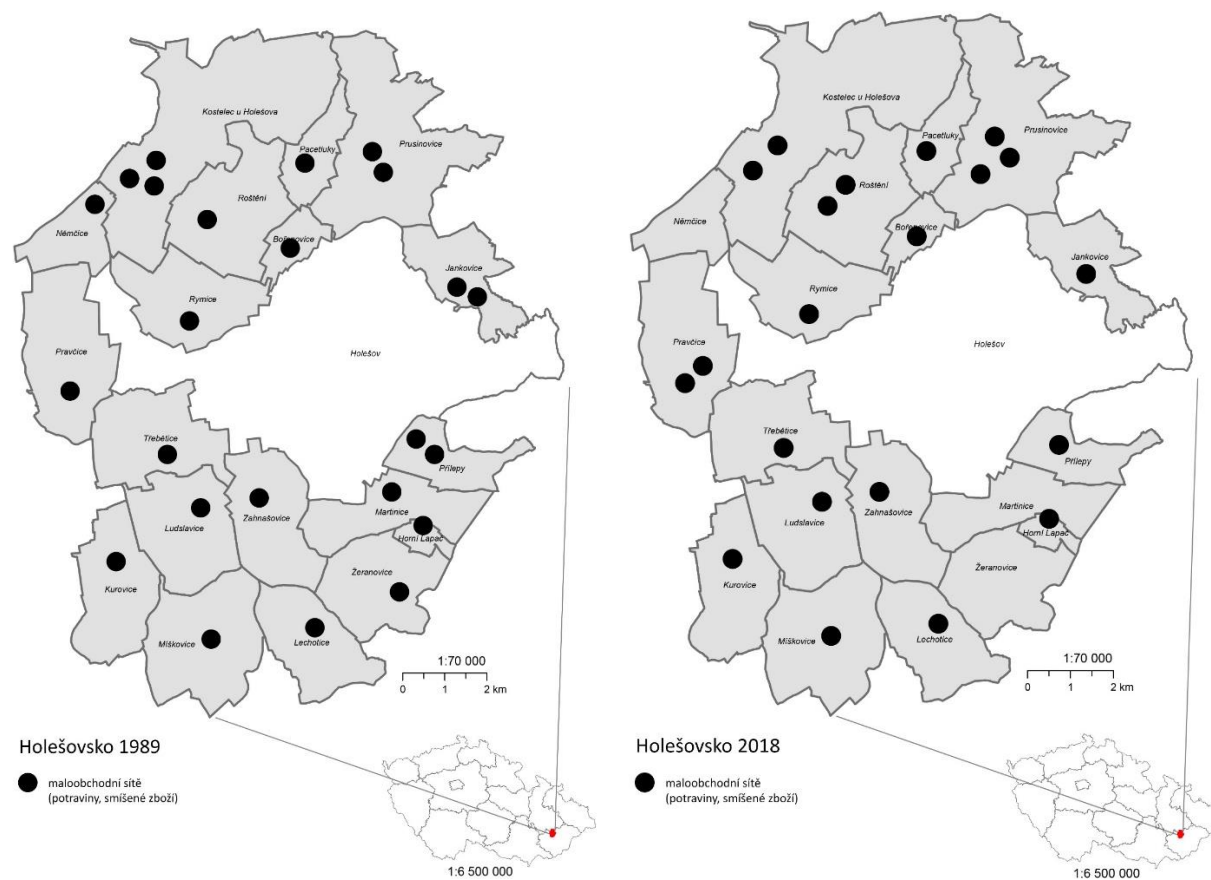 Kostelec u Holešova
Pacetluky
Prusinovice
Roštění
Němčice
Bořenovice
Jankovice
Rymice
Pravčice
Holešov
Třebětice
Přílepy
Martinice
Ludslavice
Zahnašovice
Horní Lapač
Žeranovice
Kurovice
Míškovice
Lechotice
1:70 000
0 1 2 km
Holešovsko 1989
maloobchodní sítě
(potraviny, smíšené zboží)
1:6 500 000
Kostelec u Holešova
Pacetluky
Prusinovice
Roštění
Němčice
Bořenovice
Jankovice
Rymice
Pravčice
Holešov
Třebětice
Přílepy
Martinice
Ludslavice
Zahnašovice
Horní Lapač
Žeranovice
Kurovice
Míškovice
Lechotice
1:70 000
0 1 2 km
Holešovsko 2018
maloobchodní sítě
(potraviny, smíšené zboží)
1:6 500 000